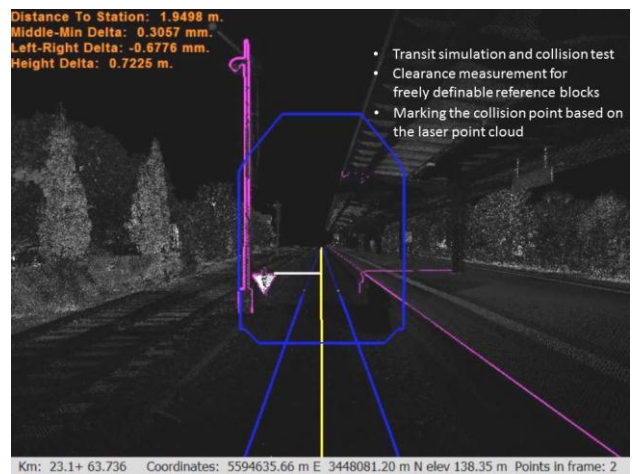 Distance To Station: 1.9498 m.
Middle-Min Delta: 0.3057 mm.
Left-Right Delta: -0.6776 mm.
Height Delta: 0.7225 m.
• Transit simulation and collision test
• Clearance measurement for
freely definable reference blocks
• Marking the collision point based on
the laser point cloud
Km: 23.1+ 63.736 Coordinates: 5594635.66 m E 3448081.20 m N elev 138.35 m Points in frame: 2